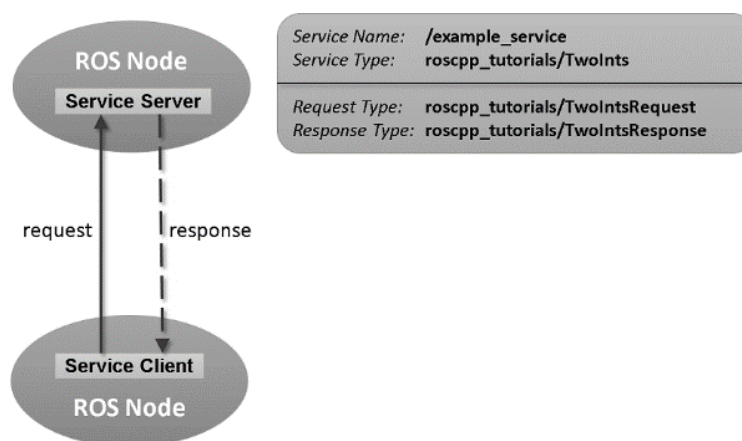 ROS Node
Service Server
Service Name: /example_service
Service Type: roscpp_tutorials/TwoInts
Request Type: roscpp_tutorials/TwoIntsRequest
Response Type: roscpp_tutorials/TwoIntsResponse
request
response
Service Client
ROS Node